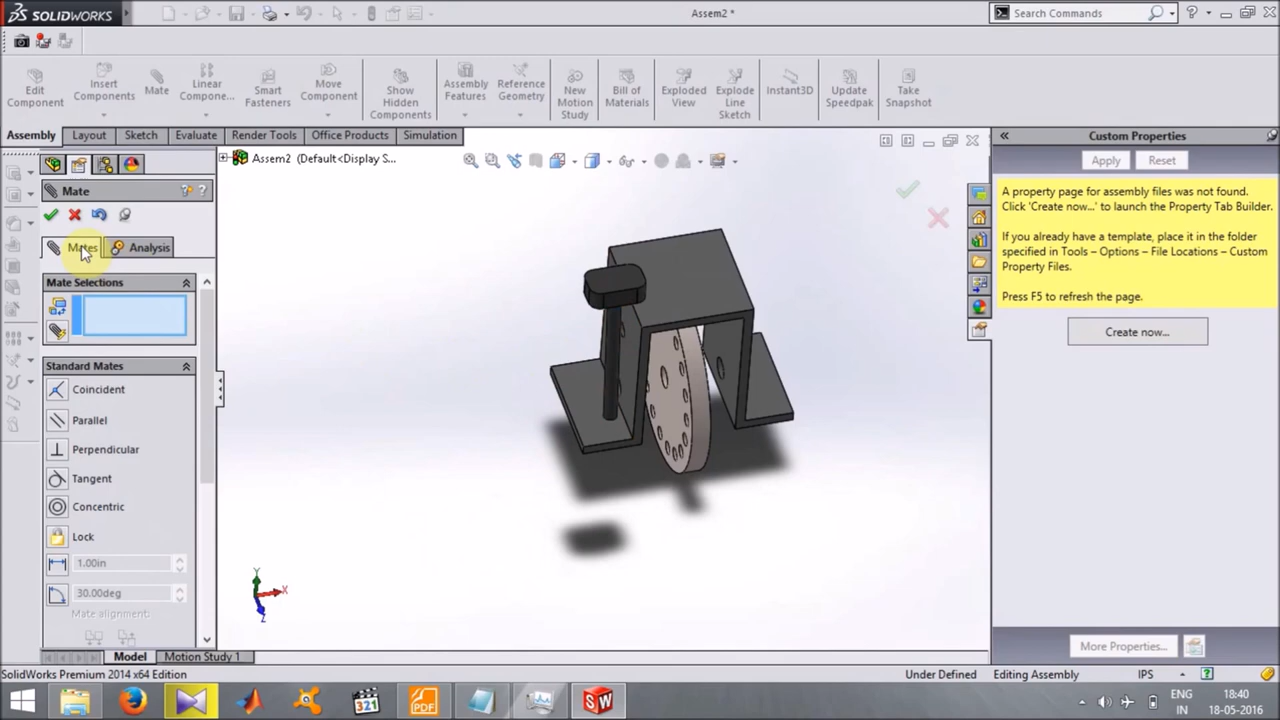 SOLIDWORKS
Assem2 *
Search Commands
Edit
Component
Insert
Components
Mate
Linear
Compone...
Smart
Fasteners
Move
Component
Show
Hidden
Components
Assembly
Features
Reference
Geometry
New
Motion
Study
Bill of
Materials
Exploded
View
Explode
Line
Sketch
Instant3D
Update
Speedpak
Take
Snapshot
Assembly
Layout
Sketch
Evaluate
Render Tools
Office Products
Simulation
Assem2 (Default<Display S...
Mate
Mates
Analysis
Mate Selections
Standard Mates
Coincident
Parallel
Perpendicular
Tangent
Concentric
Lock
1.00in
30.00deg
Mate alignment:
Y
X
Z
Custom Properties
Apply
Reset
A property page for assembly files was not found.
Click 'Create now...' to launch the Property Tab Builder.
If you already have a template, place it in the folder
specified in Tools – Options – File Locations – Custom
Property Files.
Press F5 to refresh the page.
Create now...
More Properties...
Model
Motion Study 1
SolidWorks Premium 2014 x64 Edition
Under Defined
Editing Assembly
IPS
321
PDF
SW
ENG
IN
18:40
18-05-2016